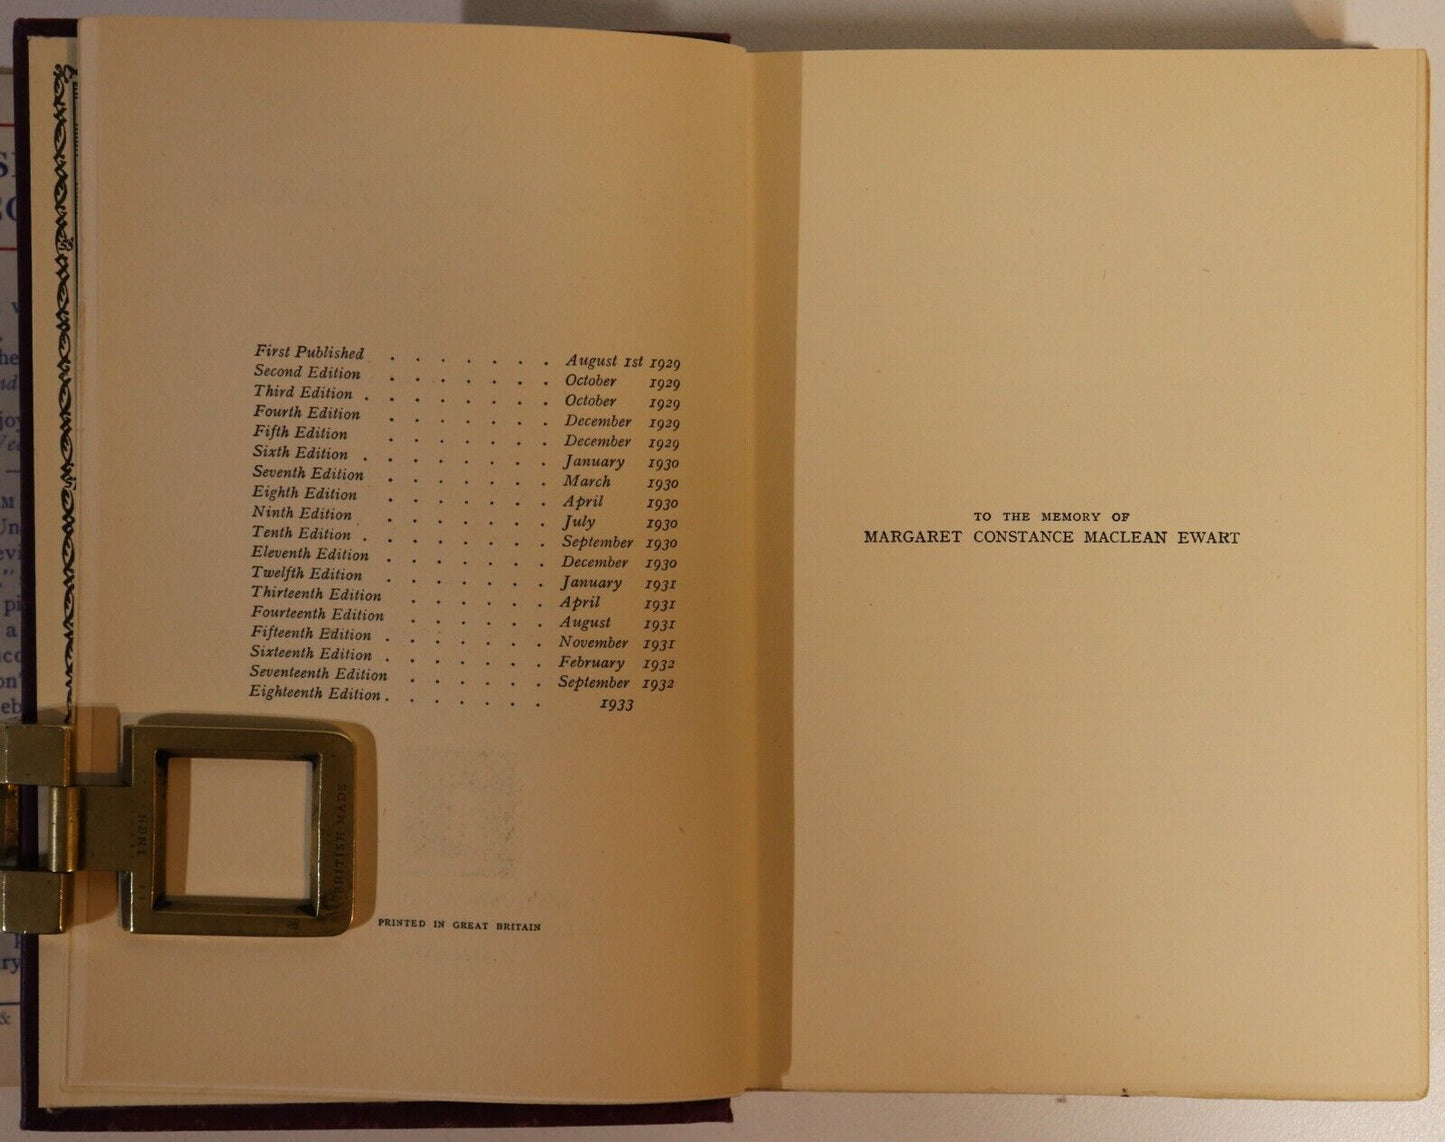 First Published . . . . . . . August 1st 1929
Second Edition . . . . . . . October 1929
Third Edition . . . . . . . . October 1929
Fourth Edition . . . . . . . December 1929
Fifth Edition . . . . . . . December 1929
Sixth Edition . . . . . . . . January 1930
Seventh Edition . . . . . . . March 1930
Eighth Edition . . . . . . . April 1930
Ninth Edition . . . . . . . July 1930
Tenth Edition . . . . . . . . September 1930
Eleventh Edition . . . . . . . December 1930
Twelfth Edition . . . . . . . January 1931
Thirteenth Edition . . . . . . April 1931
Fourteenth Edition . . . . . . August 1931
Fifteenth Edition . . . . . . . November 1931
Sixteenth Edition . . . . . . . February 1932
Seventeenth Edition . . . . . . September 1932
Eighteenth Edition . . . . . . . 1933
INCH
ONE
BRITISH MADE
PRINTED IN GREAT BRITAIN
TO THE MEMORY OF
MARGARET CONSTANCE MACLEAN EWART